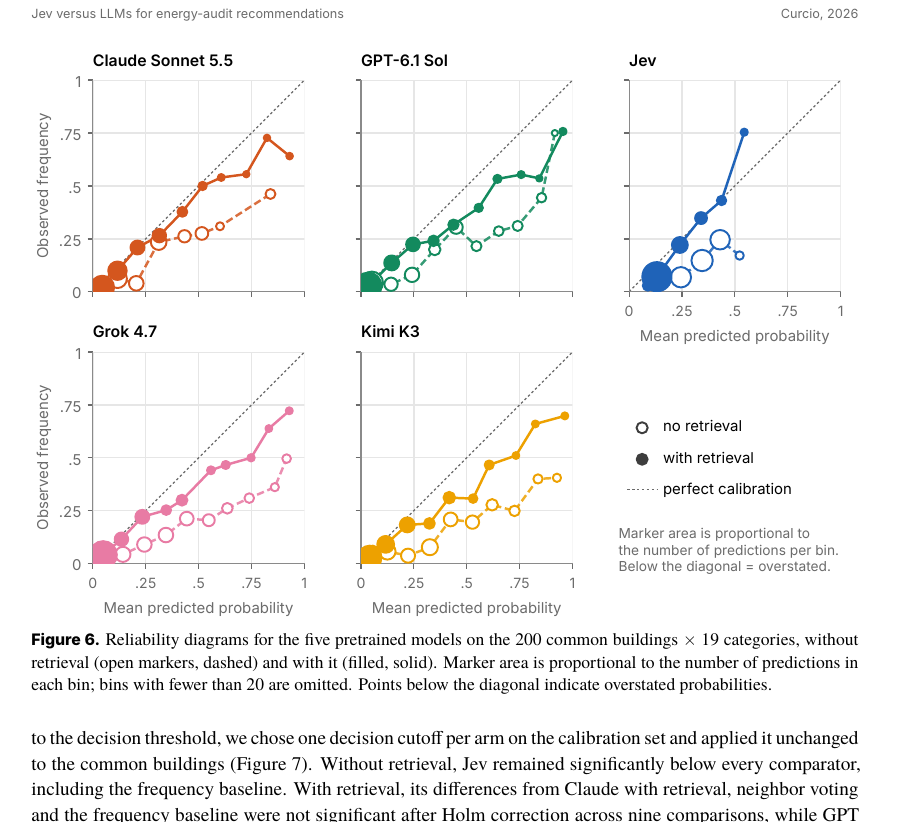 Jev versus LLMs for energy-audit recommendations
Curcio, 2026
Claude Sonnet 5.5
GPT-6.1 Sol
Jev
1
.75
.5
.25
0
Observed frequency
0 .25 .5 .75 1
Mean predicted probability
Grok 4.7
Kimi K3
1
.75
.5
.25
0
Observed frequency
0 .25 .5 .75 1
Mean predicted probability
0 .25 .5 .75 1
Mean predicted probability
no retrieval
with retrieval
perfect calibration
Marker area is proportional to
the number of predictions per bin.
Below the diagonal = overstated.
Figure 6. Reliability diagrams for the five pretrained models on the 200 common buildings × 19 categories, without
retrieval (open markers, dashed) and with it (filled, solid). Marker area is proportional to the number of predictions in
each bin; bins with fewer than 20 are omitted. Points below the diagonal indicate overstated probabilities.
to the decision threshold, we chose one decision cutoff per arm on the calibration set and applied it unchanged
to the common buildings (Figure 7). Without retrieval, Jev remained significantly below every comparator,
including the frequency baseline. With retrieval, its differences from Claude with retrieval, neighbor voting
and the frequency baseline were not significant after Holm correction across nine comparisons, while GPT